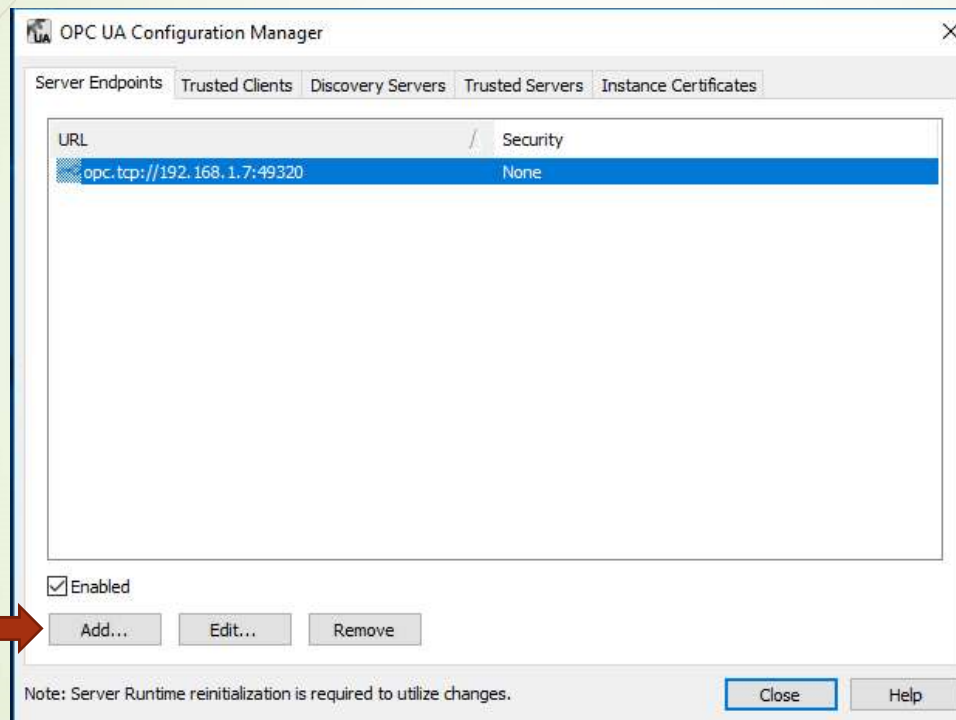 OPC UA Configuration Manager
Server Endpoints Trusted Clients Discovery Servers Trusted Servers Instance Certificates
URL / Security
opc.tcp://192.168.1.7:49320 None
Enabled
Add... Edit... Remove
Note: Server Runtime reinitialization is required to utilize changes. Close Help